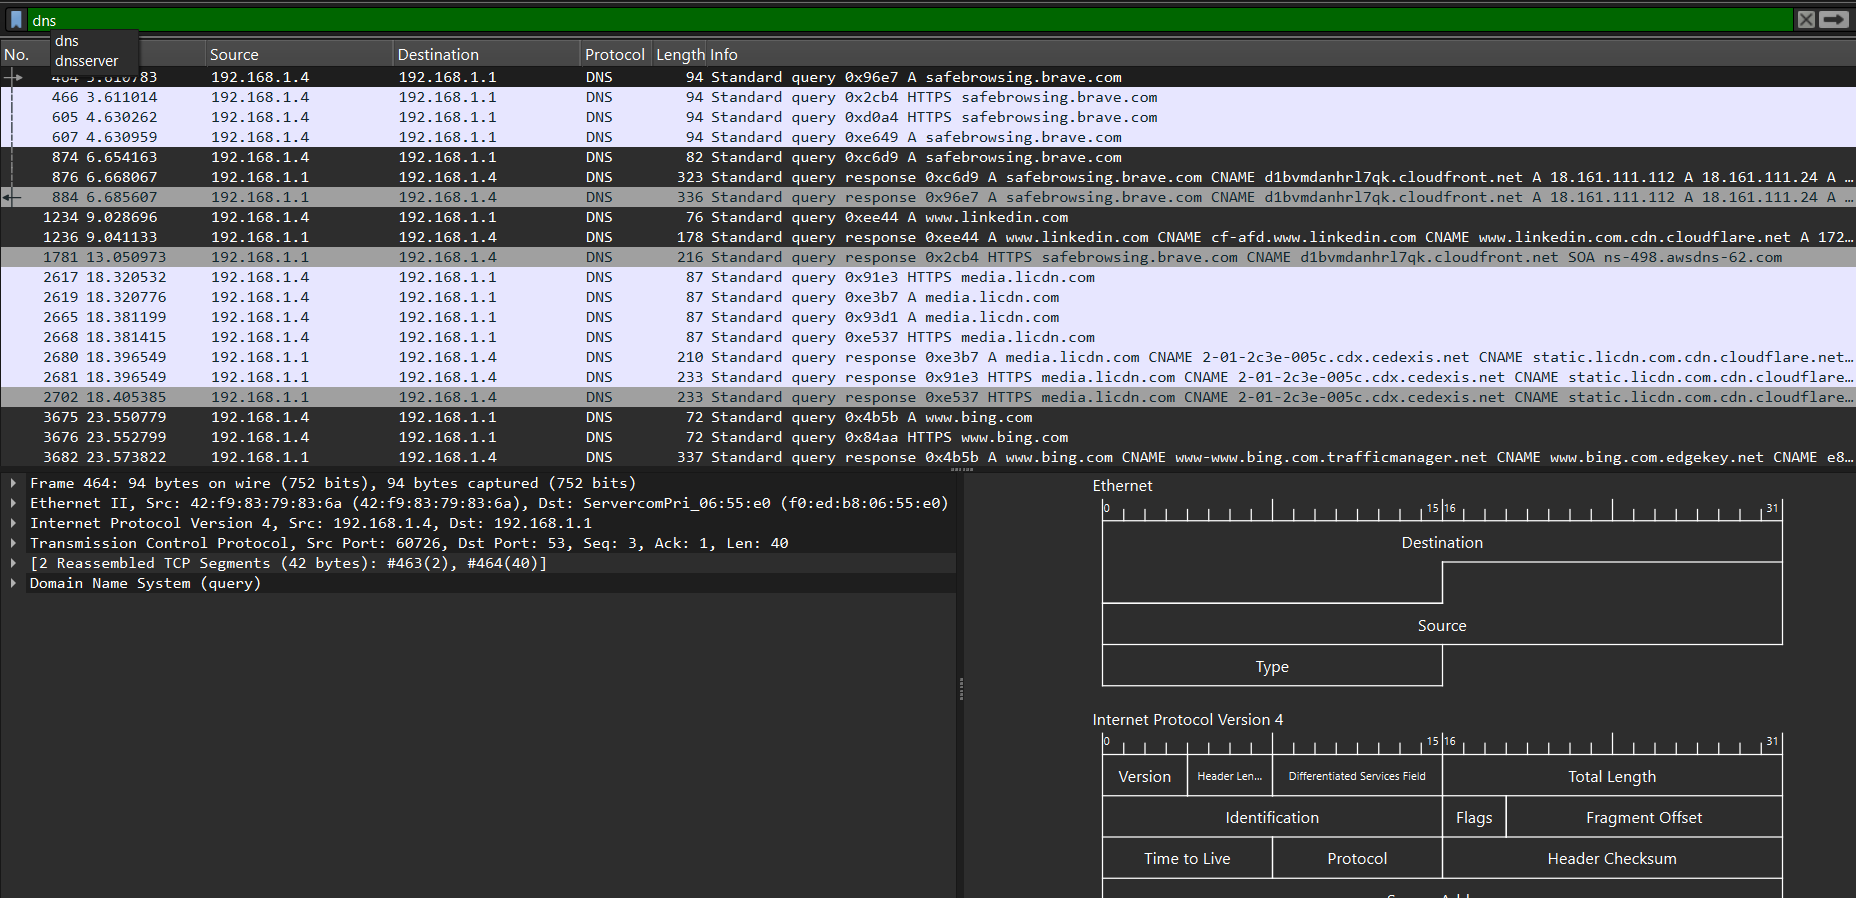 dns
dns
dnsserver
No. Source Destination Protocol Length Info
464 3.610783 192.168.1.4 192.168.1.1 DNS 94 Standard query 0x96e7 A safebrowsing.brave.com
466 3.611014 192.168.1.4 192.168.1.1 DNS 94 Standard query 0x2cb4 HTTPS safebrowsing.brave.com
605 4.630262 192.168.1.4 192.168.1.1 DNS 94 Standard query 0xd0a4 HTTPS safebrowsing.brave.com
607 4.630959 192.168.1.4 192.168.1.1 DNS 94 Standard query 0xe649 A safebrowsing.brave.com
874 6.654163 192.168.1.4 192.168.1.1 DNS 82 Standard query 0xc6d9 A safebrowsing.brave.com
876 6.668067 192.168.1.1 192.168.1.4 DNS 323 Standard query response 0xc6d9 A safebrowsing.brave.com CNAME d1bvmdanhrl7qk.cloudfront.net A 18.161.111.112 A 18.161.111.24 A …
884 6.685607 192.168.1.1 192.168.1.4 DNS 336 Standard query response 0x96e7 A safebrowsing.brave.com CNAME d1bvmdanhrl7qk.cloudfront.net A 18.161.111.112 A 18.161.111.24 A …
1234 9.028696 192.168.1.4 192.168.1.1 DNS 76 Standard query 0xee44 A www.linkedin.com
1236 9.041133 192.168.1.1 192.168.1.4 DNS 178 Standard query response 0xee44 A www.linkedin.com CNAME cf-afd.www.linkedin.com CNAME www.linkedin.com.cdn.cloudflare.net A 172…
1781 13.050973 192.168.1.1 192.168.1.4 DNS 216 Standard query response 0x2cb4 HTTPS safebrowsing.brave.com CNAME d1bvmdanhrl7qk.cloudfront.net SOA ns-498.awsdns-62.com
2617 18.320532 192.168.1.4 192.168.1.1 DNS 87 Standard query 0x91e3 HTTPS media.licdn.com
2619 18.320776 192.168.1.4 192.168.1.1 DNS 87 Standard query 0xe3b7 A media.licdn.com
2665 18.381199 192.168.1.4 192.168.1.1 DNS 87 Standard query 0x93d1 A media.licdn.com
2668 18.381415 192.168.1.4 192.168.1.1 DNS 87 Standard query 0xe537 HTTPS media.licdn.com
2680 18.396549 192.168.1.1 192.168.1.4 DNS 210 Standard query response 0xe3b7 A media.licdn.com CNAME 2-01-2c3e-005c.cdx.cedexis.net CNAME static.licdn.com.cdn.cloudflare.net…
2681 18.396549 192.168.1.1 192.168.1.4 DNS 233 Standard query response 0x91e3 HTTPS media.licdn.com CNAME 2-01-2c3e-005c.cdx.cedexis.net CNAME static.licdn.com.cdn.cloudflare…
2702 18.405385 192.168.1.1 192.168.1.4 DNS 233 Standard query response 0xe537 HTTPS media.licdn.com CNAME 2-01-2c3e-005c.cdx.cedexis.net CNAME static.licdn.com.cdn.cloudflare…
3675 23.550779 192.168.1.4 192.168.1.1 DNS 72 Standard query 0x4b5b A www.bing.com
3676 23.552799 192.168.1.4 192.168.1.1 DNS 72 Standard query 0x84aa HTTPS www.bing.com
3682 23.573822 192.168.1.1 192.168.1.4 DNS 337 Standard query response 0x4b5b A www.bing.com CNAME www-www.bing.com.trafficmanager.net CNAME www.bing.com.edgekey.net CNAME e8…
Frame 464: 94 bytes on wire (752 bits), 94 bytes captured (752 bits)
Ethernet II, Src: 42:f9:83:79:83:6a (42:f9:83:79:83:6a), Dst: ServercomPri_06:55:e0 (f0:ed:b8:06:55:e0)
Internet Protocol Version 4, Src: 192.168.1.4, Dst: 192.168.1.1
Transmission Control Protocol, Src Port: 60726, Dst Port: 53, Seq: 3, Ack: 1, Len: 40
[2 Reassembled TCP Segments (42 bytes): #463(2), #464(40)]
Domain Name System (query)
Ethernet
0 15 16 31
Destination
Source
Type
Internet Protocol Version 4
0 15 16 31
Version Header Len... Differentiated Services Field Total Length
Identification Flags Fragment Offset
Time to Live Protocol Header Checksum